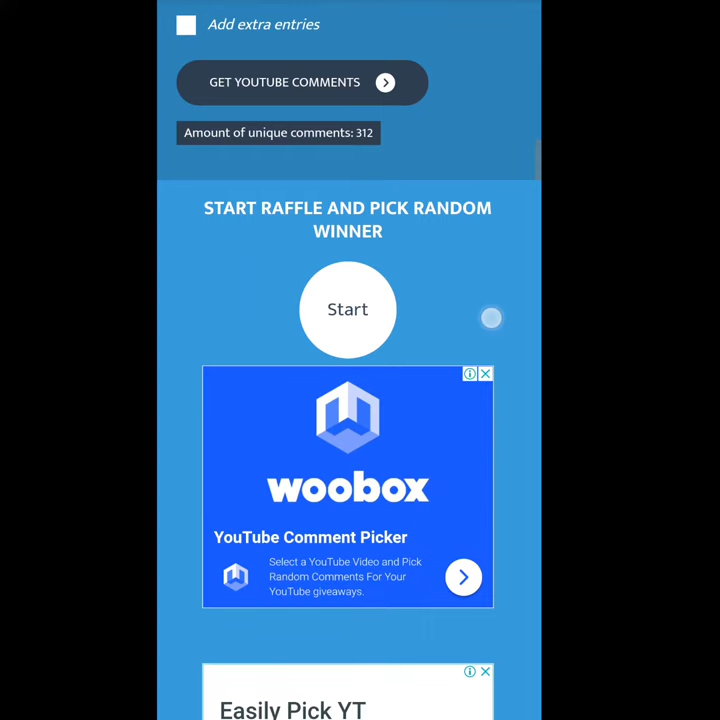 Add extra entries
GET YOUTUBE COMMENTS
Amount of unique comments: 312
START RAFFLE AND PICK RANDOM
WINNER
Start
woobox
YouTube Comment Picker
Select a YouTube Video and Pick
Random Comments For Your
YouTube giveaways.
Easily Pick YT